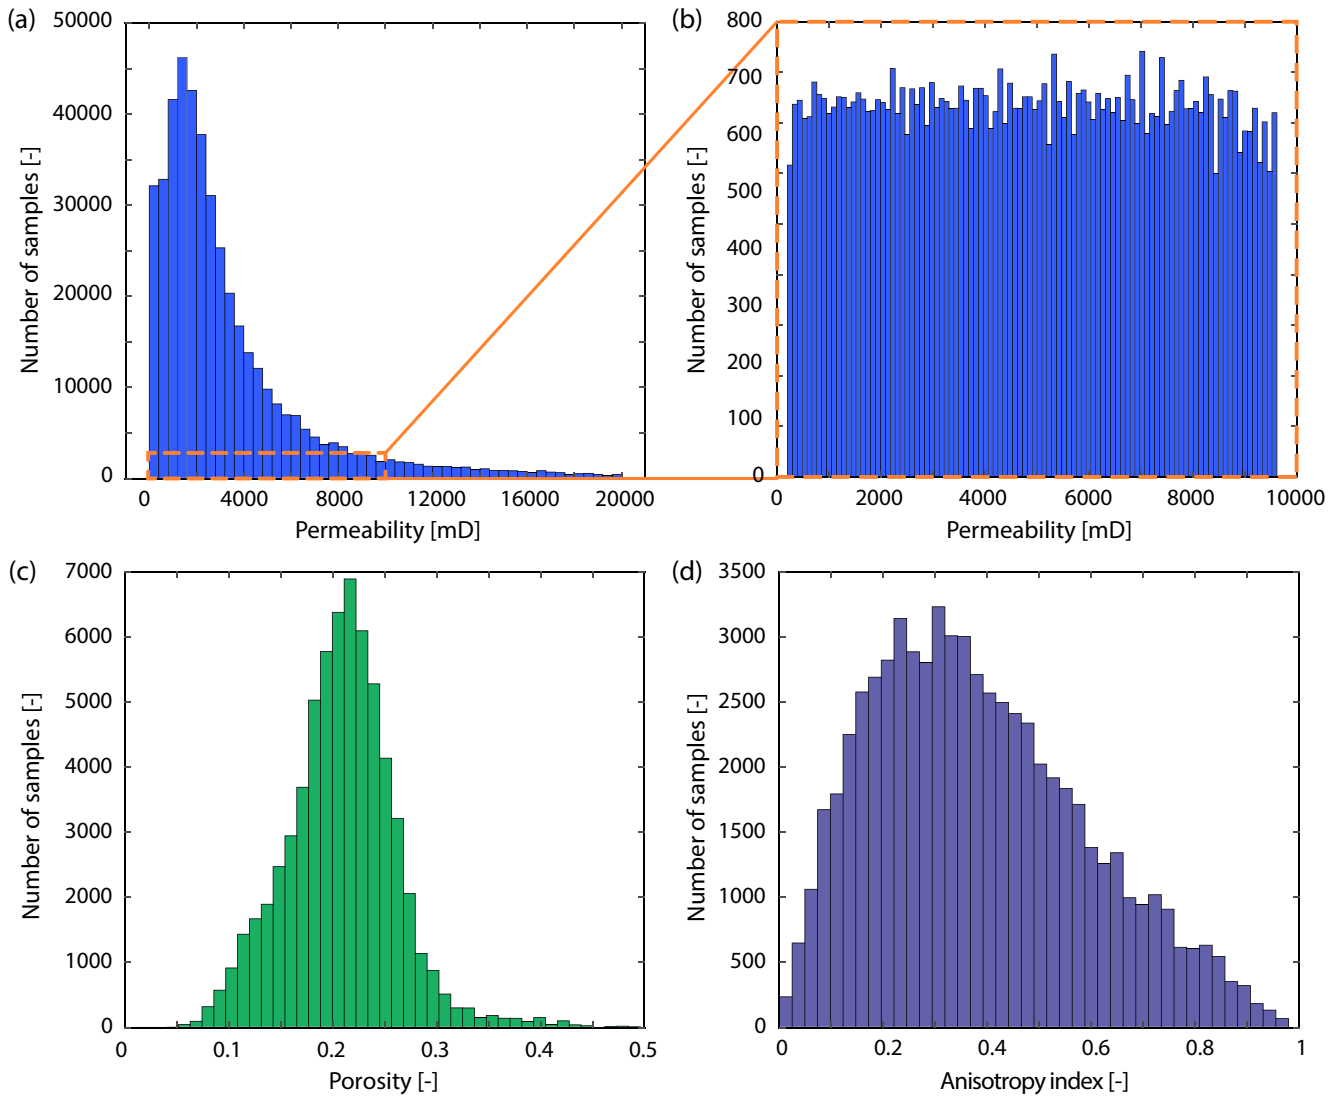 (a)
50000
40000
30000
20000
10000
0
Number of samples [-]
0 4000 8000 12000 16000 20000
Permeability [mD]
(b)
800
700
600
500
400
300
200
100
0
Number of samples [-]
0 2000 4000 6000 8000 10000
Permeability [mD]
(c)
7000
6000
5000
4000
3000
2000
1000
0
Number of samples [-]
0 0.1 0.2 0.3 0.4 0.5
Porosity [-]
(d)
3500
3000
2500
2000
1500
1000
500
0
Number of samples [-]
0 0.2 0.4 0.6 0.8 1
Anisotropy index [-]